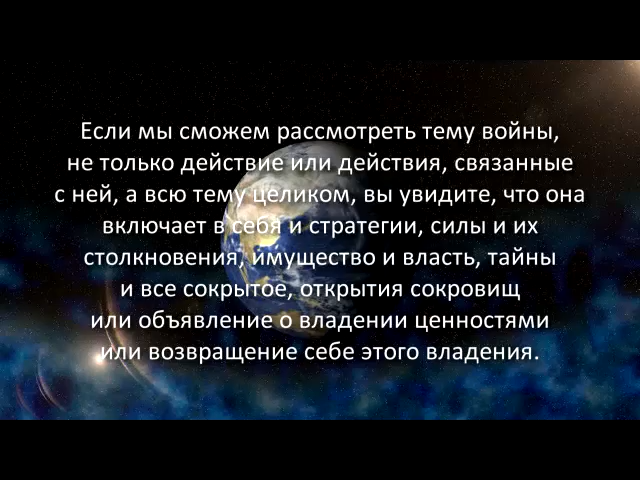 Если мы сможем рассмотреть тему войны,
не только действие или действия, связанные
с ней, а всю тему целиком, вы увидите, что она
включает в себя и стратегии, силы и их
столкновения, имущество и власть, тайны
и все сокрытое, открытия сокровищ
или объявление о владении ценностями
или возвращение себе этого владения.